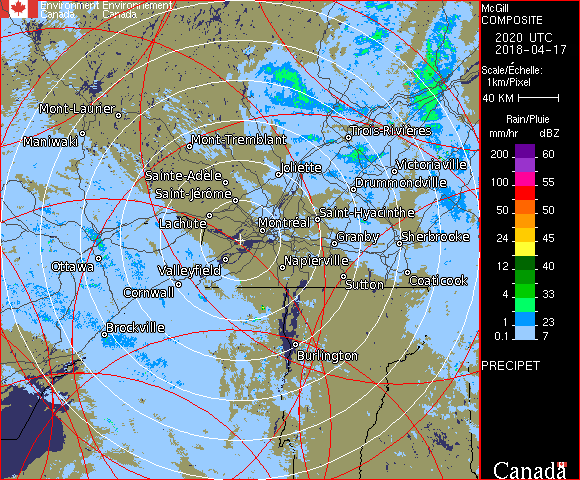 Environment Environnement
Canada Canada
McGill
COMPOSITE
2020 UTC
2018-04-17
Scale/Échelle:
1km/Pixel
40 KM
Rain/Pluie
mm/hr dBZ
200 60
100 55
50 50
24 45
12 40
4 33
1 23
0.1 7
PRECIPET
Canada
Mont-Laurier
Maniwaki
Mont-Tremblant
Trois-Rivières
Joliette
Victoriaville
Sainte-Adèle
Drummondville
Saint-Jérôme
Lachute
Saint-Hyacinthe
Montréal
Granby
Sherbrooke
Ottawa
Valleyfield
Napierville
Sutton
Coaticook
Cornwall
Brockville
Burlington